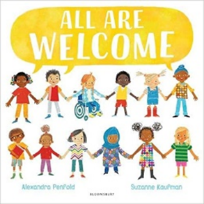 ALL ARE
WELCOME
Alexandra Penfold
Suzanne Kaufman
BLOOMSBURY